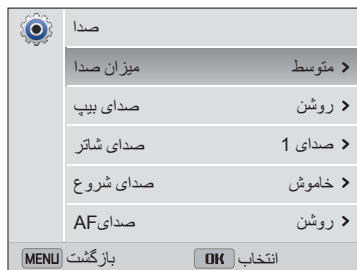 صدا
میزان صدا متوسط
صدای بیپ روشن
صدای شاتر صدای 1
صدای شروع خاموش
صدایAF روشن
MENU بازگشت OK انتخاب